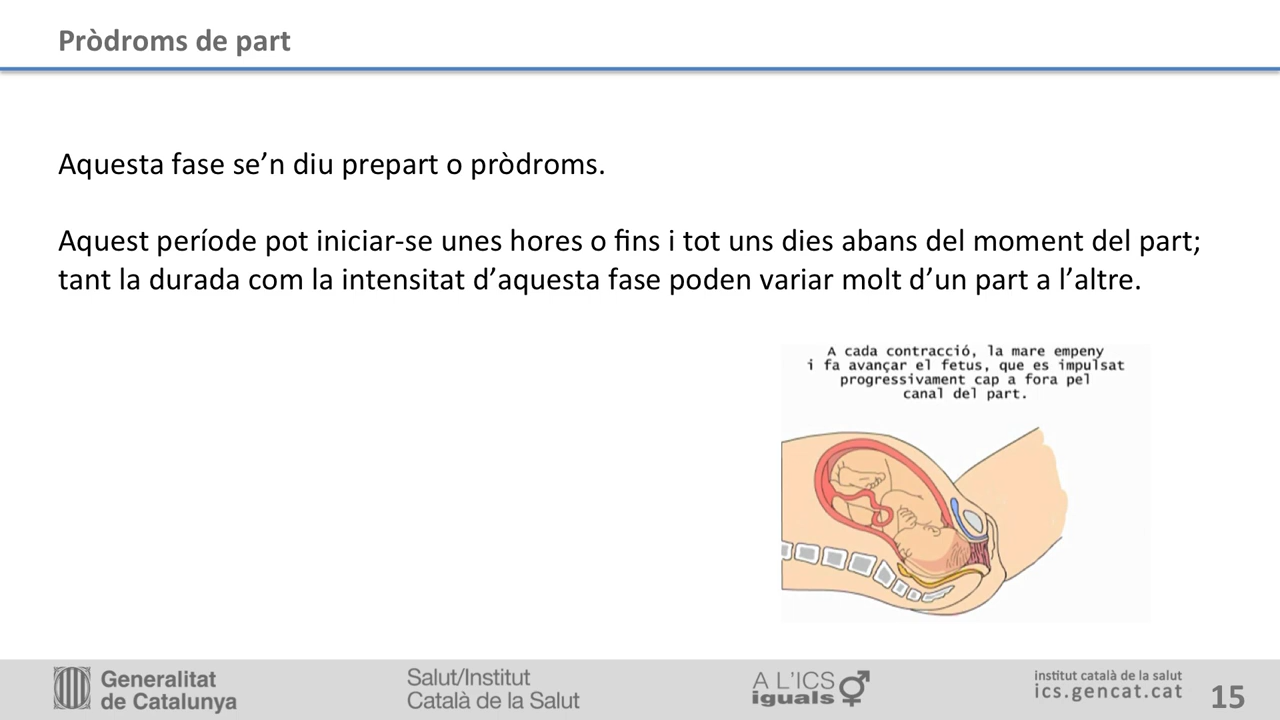 Pròdroms de part
Aquesta fase se’n diu prepart o pròdroms.
Aquest període pot iniciar-se unes hores o fins i tot uns dies abans del moment del part;
tant la durada com la intensitat d’aquesta fase poden variar molt d’un part a l’altre.
A cada contracció, la mare empeny
i fa avançar el fetus, que es impulsat
progressivament cap a fora pel
canal del part.
Generalitat
de Catalunya
Salut/Institut
Català de la Salut
A L'ICS
iguals
institut català de la salut
ics.gencat.cat
15